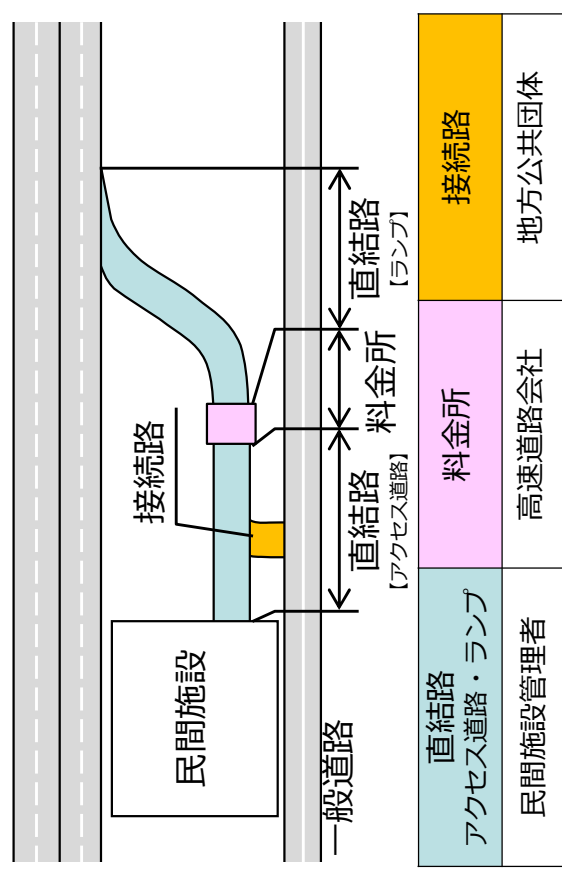 民間施設
接続路
一般道路
直結路
【アクセス道路】
料金所
直結路
【ランプ】
直結路
アクセス道路・ランプ
料金所
接続路
民間施設管理者
高速道路会社
地方公共団体